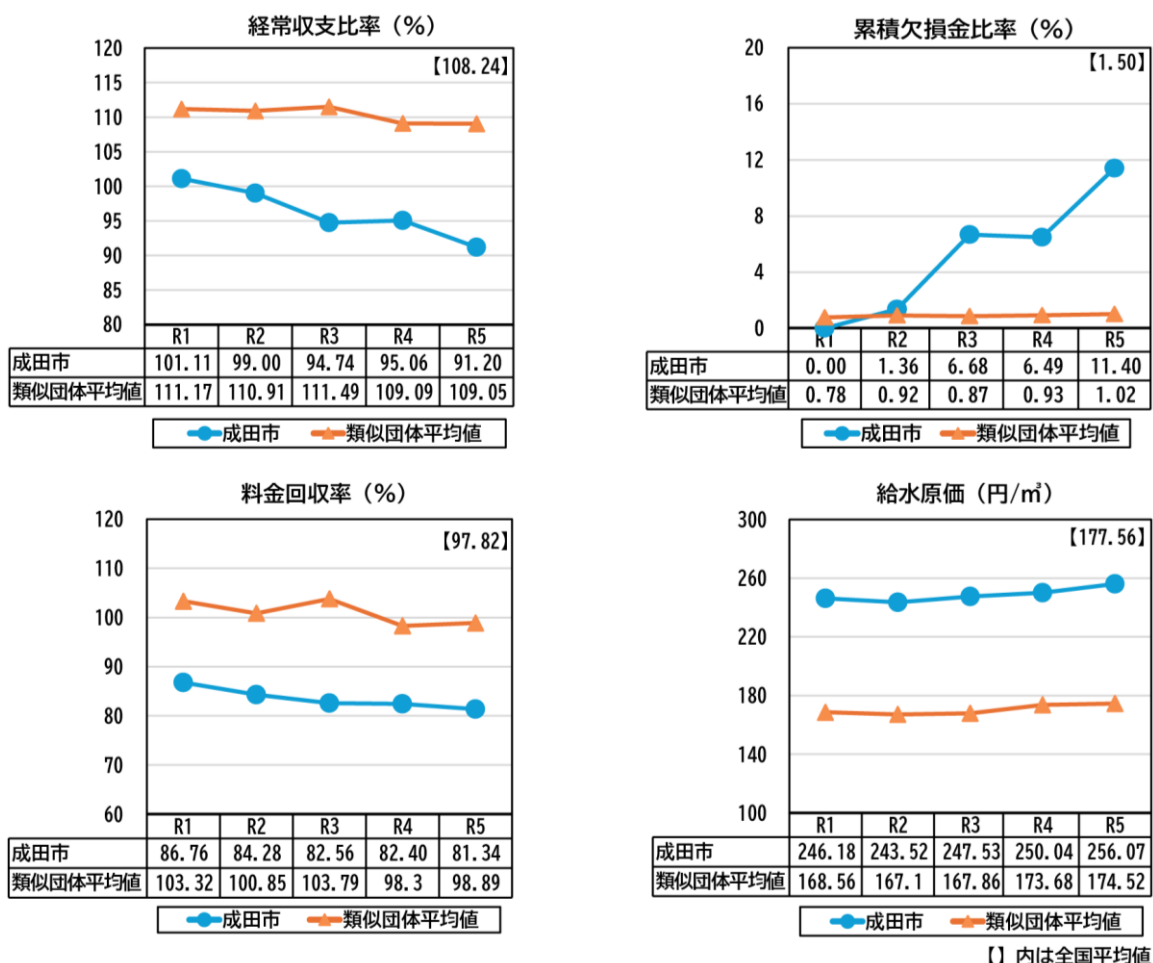 経常収支比率（%）
【108.24】
120
115
110
105
100
95
90
85
80
R1 R2 R3 R4 R5
成田市 101.11 99.00 94.74 95.06 91.20
類似団体平均値 111.17 110.91 111.49 109.09 109.05
成田市 類似団体平均値
累積欠損金比率（%）
【1.50】
20
16
12
8
4
0
R1 R2 R3 R4 R5
成田市 0.00 1.36 6.68 6.49 11.40
類似団体平均値 0.78 0.92 0.87 0.93 1.02
成田市 類似団体平均値
料金回収率（%）
【97.82】
120
110
100
90
80
70
60
R1 R2 R3 R4 R5
成田市 86.76 84.28 82.56 82.40 81.34
類似団体平均値 103.32 100.85 103.79 98.3 98.89
成田市 類似団体平均値
給水原価（円/㎥）
【177.56】
300
260
220
180
140
100
R1 R2 R3 R4 R5
成田市 246.18 243.52 247.53 250.04 256.07
類似団体平均値 168.56 167.1 167.86 173.68 174.52
成田市 類似団体平均値
【】内は全国平均値